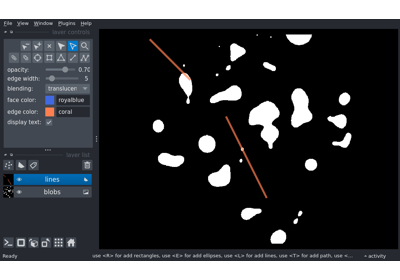 File View Window Plugins Help
layer controls
opacity: 0.70
edge width: 5
blending: translucen
face color: royalblue
edge color: coral
display text:
layer list
lines
blobs
Ready use <R> for add rectangles, use <E> for add ellipses, use <L> for add lines, use <T> for add path, use <... activity